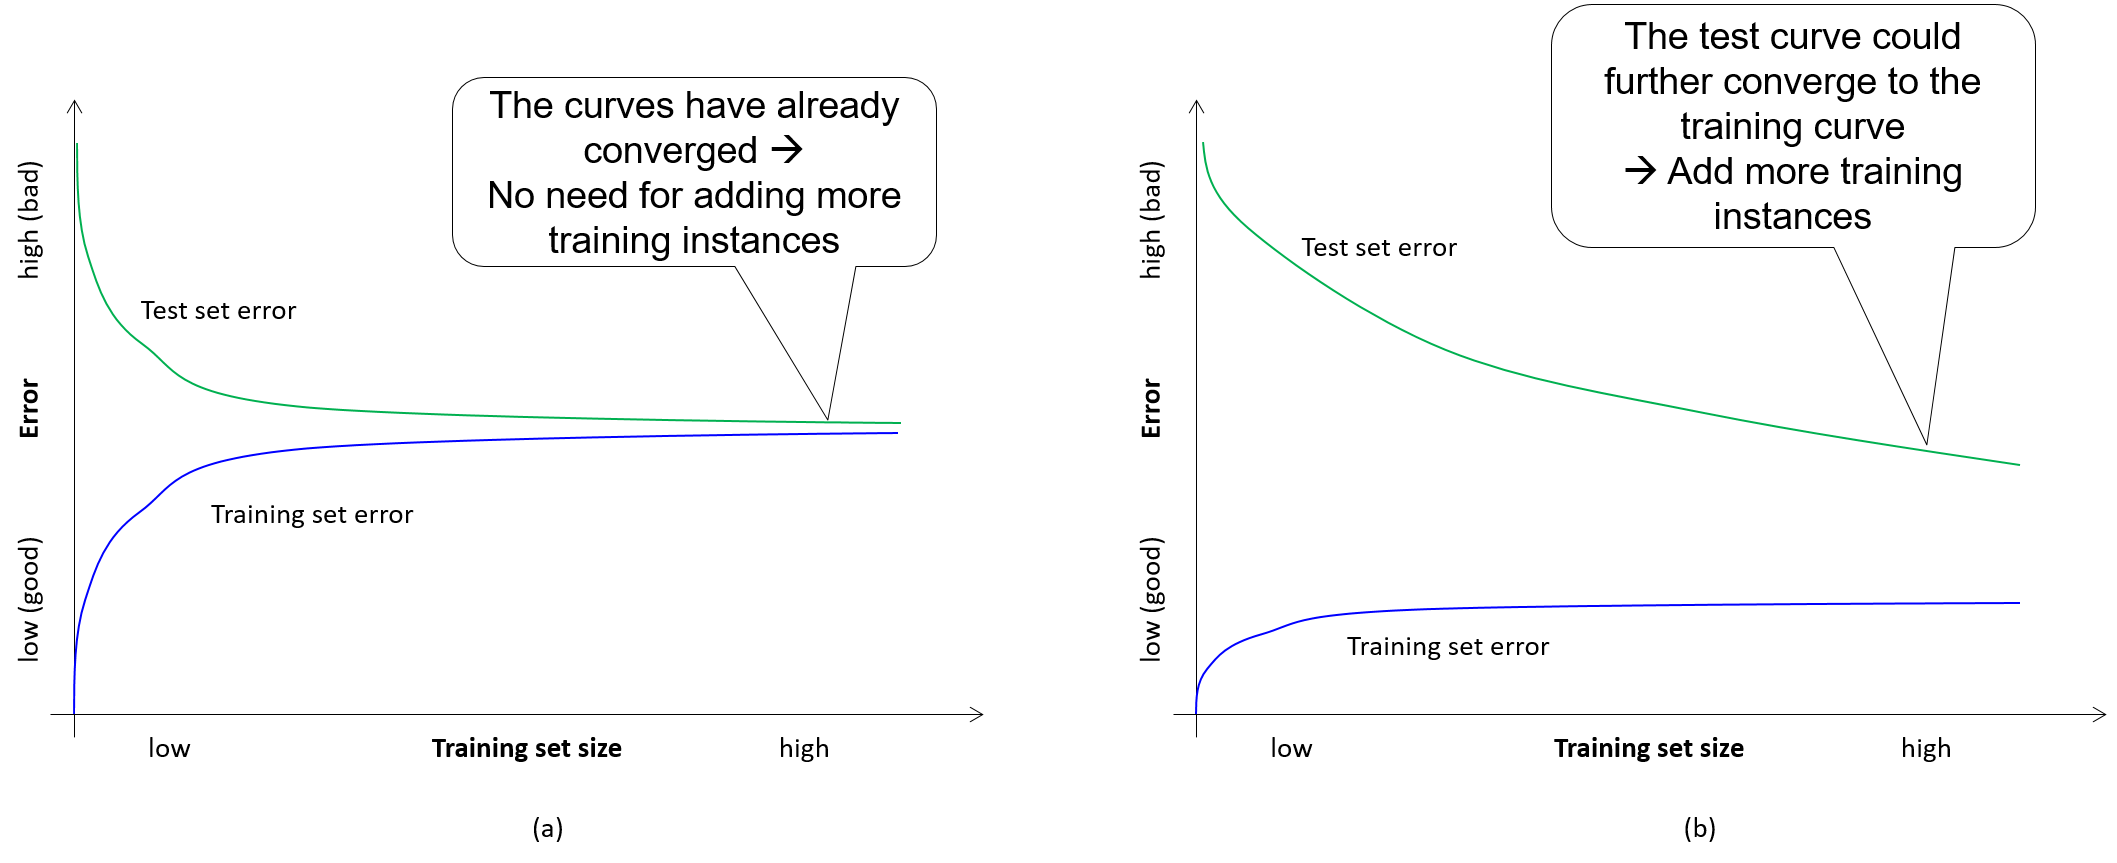 The curves have already
converged →
No need for adding more
training instances
high (bad)
Test set error
Error
Training set error
low (good)
low
Training set size
high
(a)
The test curve could
further converge to the
training curve
→ Add more training
instances
high (bad)
Test set error
Error
low (good)
Training set error
low
Training set size
high
(b)